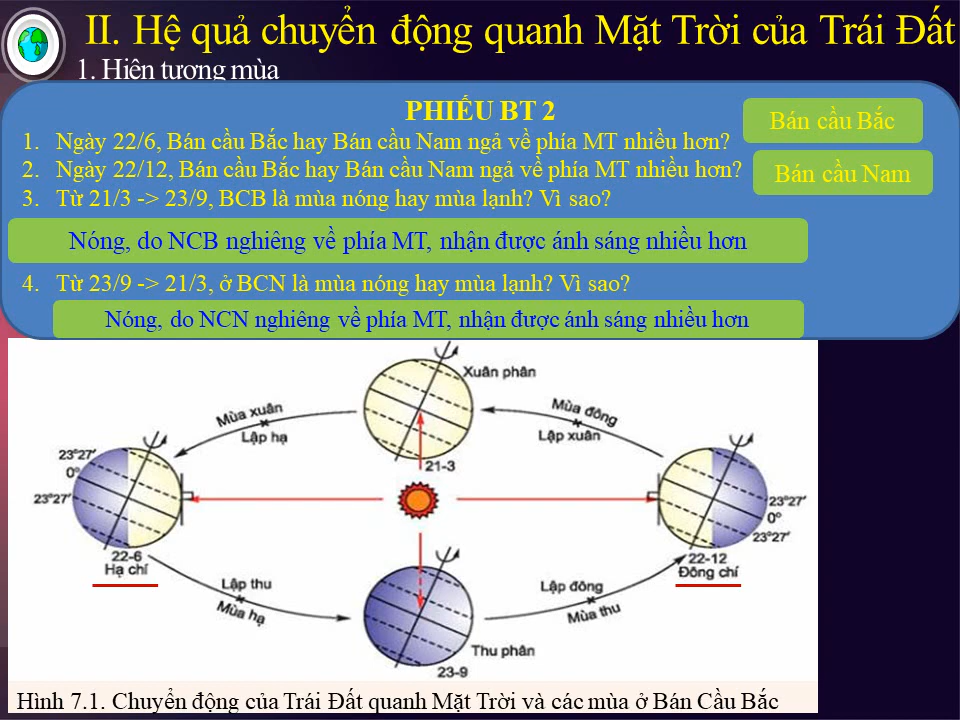 II. Hệ quả chuyển động quanh Mặt Trời của Trái Đất
1. Hiện tượng mùa
PHIẾU BT 2
Bán cầu Bắc
1. Ngày 22/6, Bán cầu Bắc hay Bán cầu Nam ngả về phía MT nhiều hơn?
2. Ngày 22/12, Bán cầu Bắc hay Bán cầu Nam ngả về phía MT nhiều hơn?
Bán cầu Nam
3. Từ 21/3 -> 23/9, BCB là mùa nóng hay mùa lạnh? Vì sao?
Nóng, do NCB nghiêng về phía MT, nhận được ánh sáng nhiều hơn
4. Từ 23/9 -> 21/3, ở BCN là mùa nóng hay mùa lạnh? Vì sao?
Nóng, do NCN nghiêng về phía MT, nhận được ánh sáng nhiều hơn
Xuân phân
21-3
Mùa xuân
Lập hạ
Mùa đông
Lập xuân
23°27'
0°
23°27'
22-6
Hạ chí
23°27'
0°
23°27'
22-12
Đông chí
Lập thu
Mùa hạ
Lập đông
Mùa thu
Thu phân
23-9
Hình 7.1. Chuyển động của Trái Đất quanh Mặt Trời và các mùa ở Bán Cầu Bắc